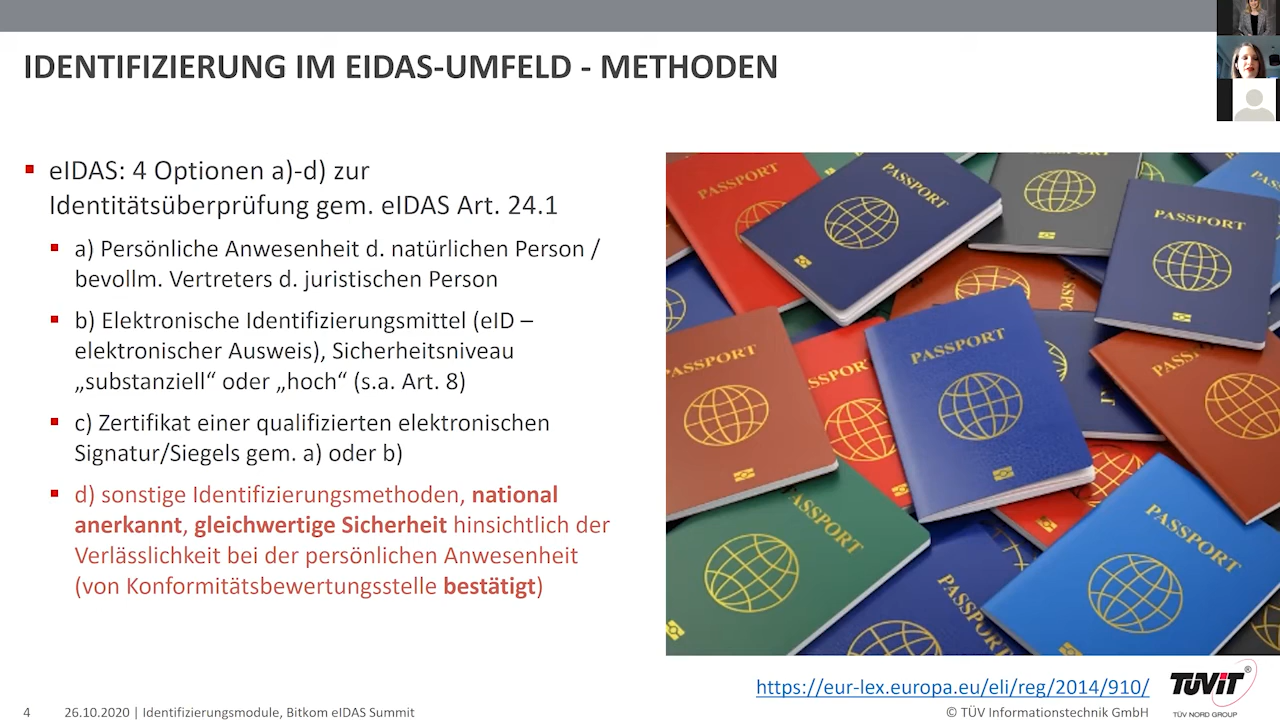 IDENTIFIZIERUNG IM EIDAS-UMFELD - METHODEN
eIDAS: 4 Optionen a)-d) zur
Identitätsüberprüfung gem. eIDAS Art. 24.1
a) Persönliche Anwesenheit d. natürlichen Person /
bevollm. Vertreters d. juristischen Person
b) Elektronische Identifizierungsmittel (eID –
elektronischer Ausweis), Sicherheitsniveau
„substanziell“ oder „hoch“ (s.a. Art. 8)
c) Zertifikat einer qualifizierten elektronischen
Signatur/Siegels gem. a) oder b)
d) sonstige Identifizierungsmethoden, national
anerkannt, gleichwertige Sicherheit hinsichtlich der
Verlässlichkeit bei der persönlichen Anwesenheit
(von Konformitätsbewertungsstelle bestätigt)
PASSPORT
PASSPORT
PASSPORT
PASSPORT
PASSPORT
PASSPORT
PASSPORT
PASSPORT
PASSPORT
https://eur-lex.europa.eu/eli/reg/2014/910/
TÜViT®
TÜV NORD GROUP
4 26.10.2020 | Identifizierungsmodule, Bitkom eIDAS Summit
© TÜV Informationstechnik GmbH